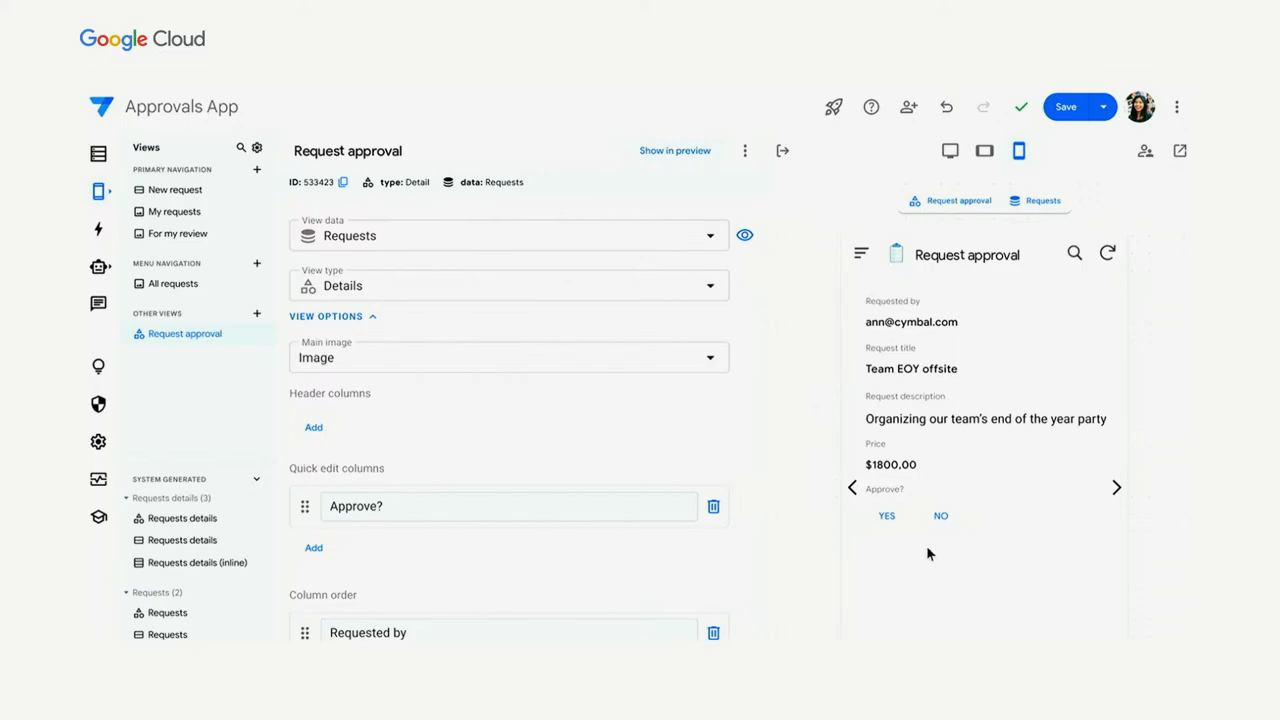 Google Cloud
Approvals App
Save
Views
PRIMARY NAVIGATION
New request
My requests
For my review
MENU NAVIGATION
All requests
OTHER VIEWS
Request approval
SYSTEM GENERATED
Requests details (3)
Requests details
Requests details
Requests details (inline)
Requests (2)
Requests
Requests
Request approval
Show in preview
ID: 533423
type: Detail
data: Requests
View data
Requests
View type
Details
VIEW OPTIONS
Main image
Image
Header columns
Add
Quick edit columns
Approve?
Add
Column order
Requested by
Request approval
Requests
Request approval
Requested by
ann@cymbal.com
Request title
Team EOY offsite
Request description
Organizing our team's end of the year party
Price
$1800,00
Approve?
YES
NO